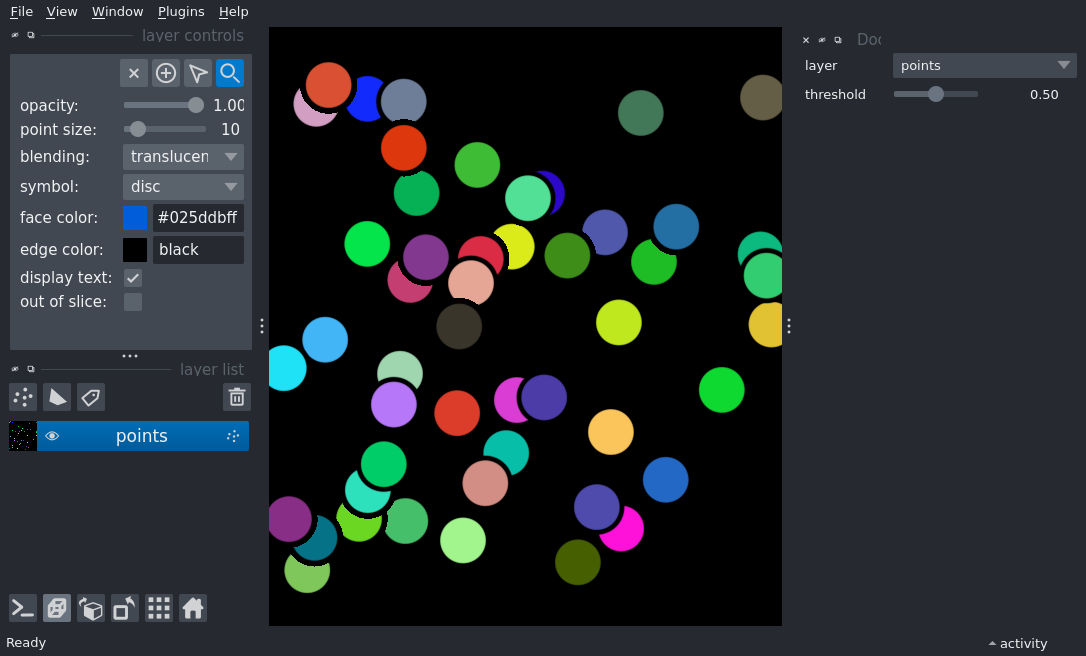 File View Window Plugins Help
layer controls
opacity: 1.00
point size: 10
blending: translucen
symbol: disc
face color: #025ddbff
edge color: black
display text:
out of slice:
layer list
points
Ready
Doc
layer points
threshold 0.50
activity